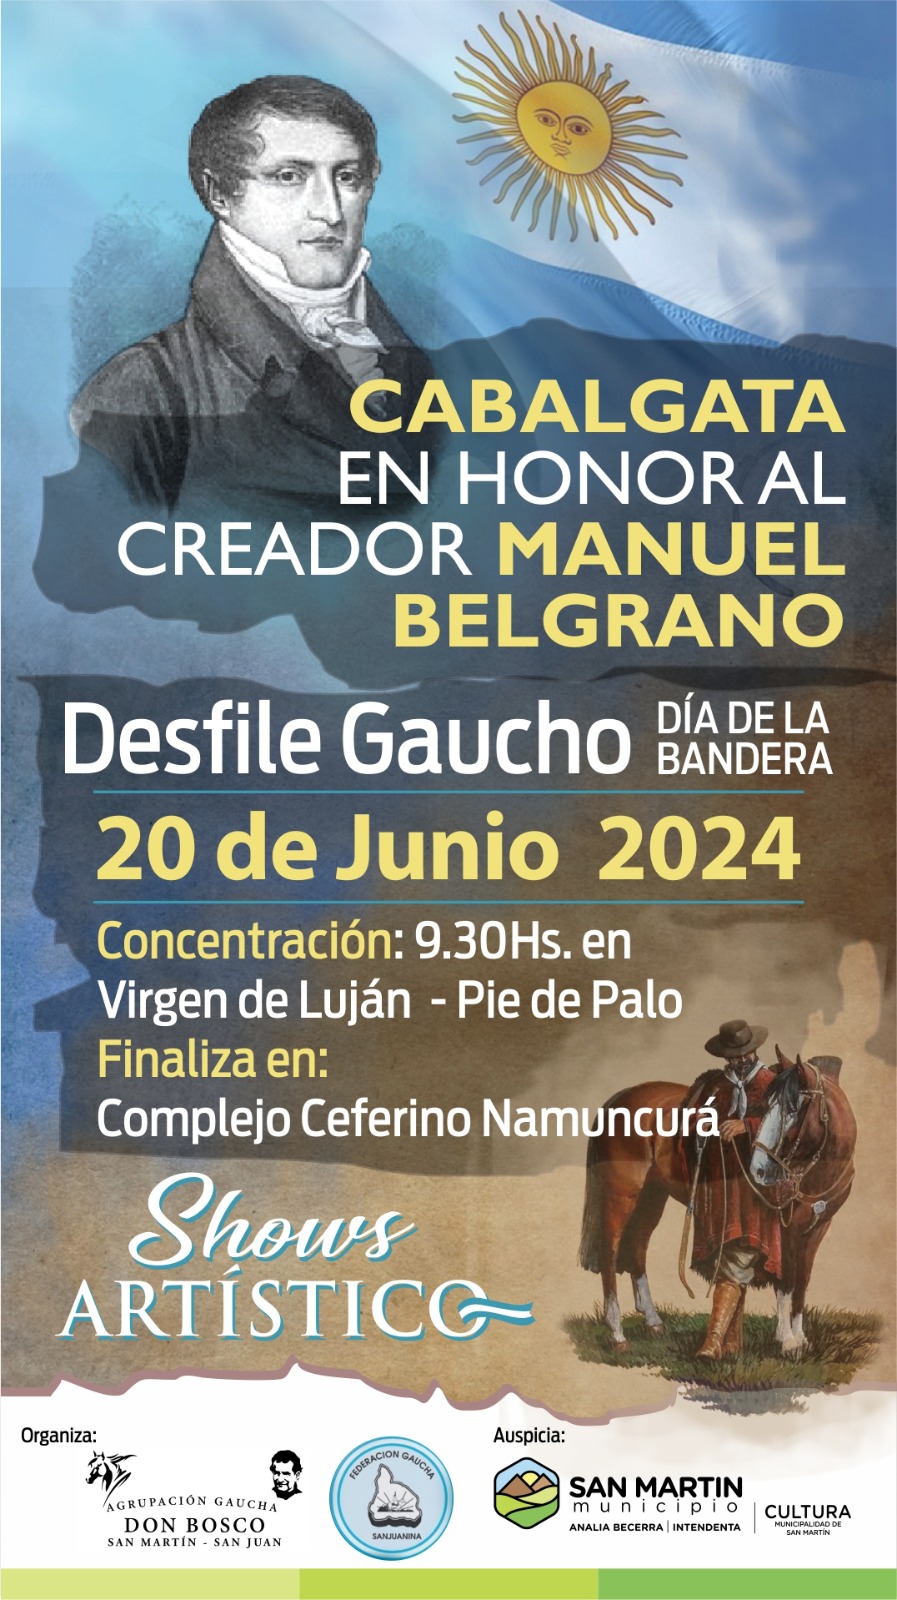 CABALGATA
EN HONOR AL
CREADOR MANUEL
BELGRANO
Desfile Gaucho
DÍA DE LA
BANDERA
20 de Junio 2024
Concentración: 9.30Hs. en
Virgen de Luján - Pie de Palo
Finaliza en:
Complejo Ceferino Namuncurá
Shows
ARTÍSTICO
Organiza:
AGRUPACIÓN GAUCHA
DON BOSCO
SAN MARTÍN - SAN JUAN
FEDERACION GAUCHA
SANJUANINA
Auspicia:
SAN MARTIN
municipio
ANALIA BECERRA | INTENDENTA
CULTURA
MUNICIPALIDAD DE
SAN MARTÍN